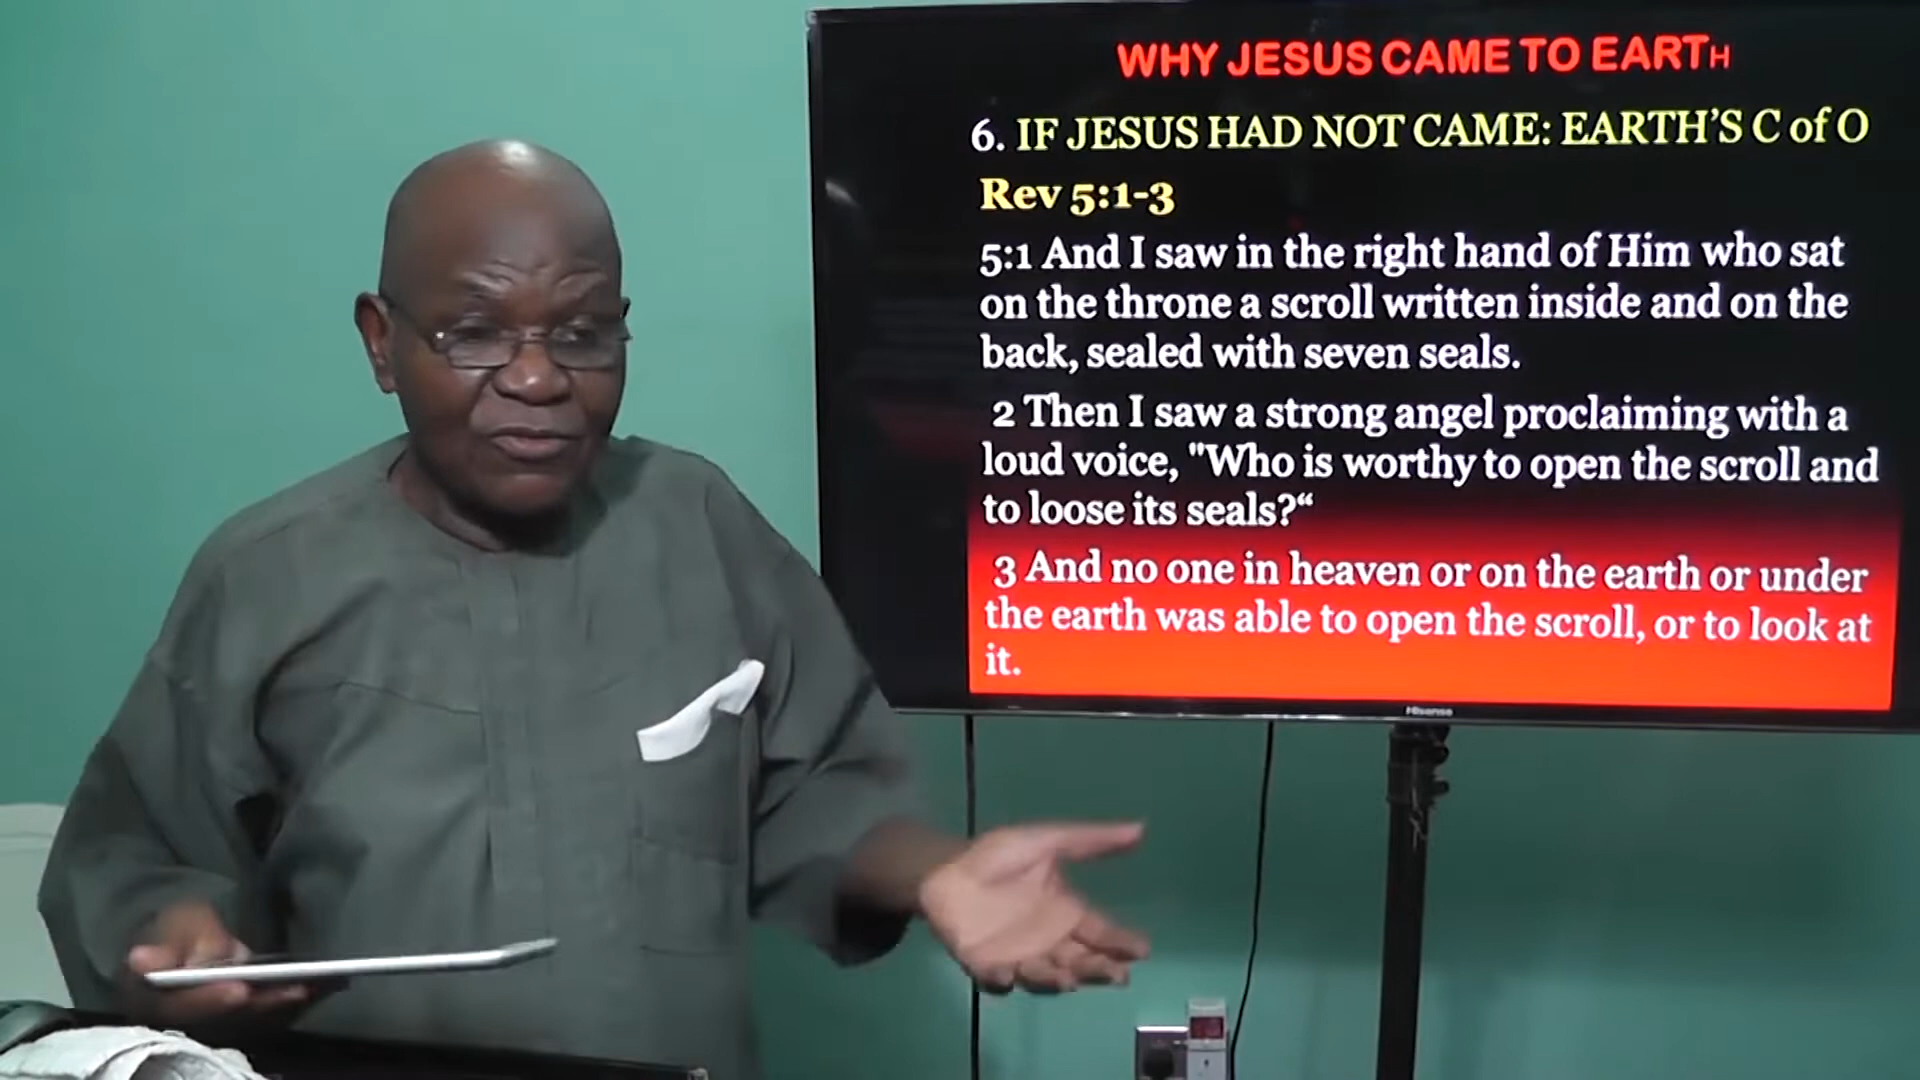 WHY JESUS CAME TO EARTH
6. IF JESUS HAD NOT CAME: EARTH’S C of O
Rev 5:1-3
5:1 And I saw in the right hand of Him who sat
on the throne a scroll written inside and on the
back, sealed with seven seals.
2 Then I saw a strong angel proclaiming with a
loud voice, "Who is worthy to open the scroll and
to loose its seals?“
3 And no one in heaven or on the earth or under
the earth was able to open the scroll, or to look at
it.
Hisense